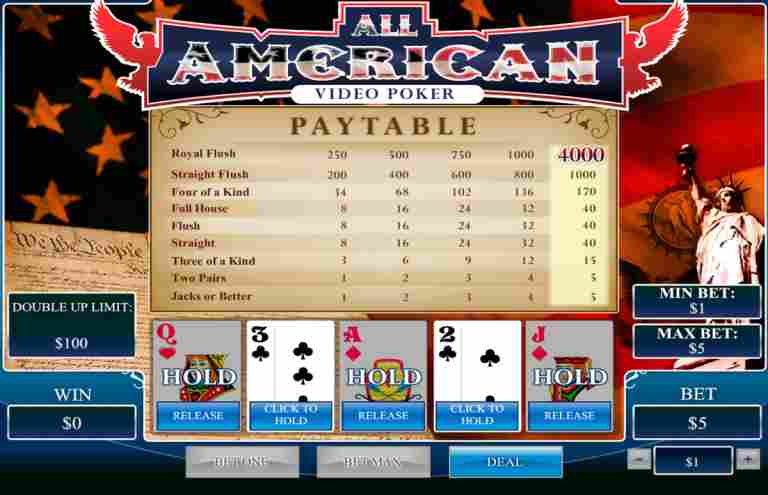 ALL
AMERICAN
VIDEO POKER
PAYTABLE
Royal Flush 250 500 750 1000 4000
Straight Flush 200 400 600 800 1000
Four of a Kind 34 68 102 136 170
Full House 8 16 24 32 40
Flush 8 16 24 32 40
Straight 8 16 24 32 40
Three of a Kind 3 6 9 12 15
Two Pairs 1 2 3 4 5
Jacks or Better 1 2 3 4 5
We the People
DOUBLE UP LIMIT:
$100
MIN BET:
$1
MAX BET:
$5
Q 3 A 2 J
HOLD HOLD HOLD
RELEASE CLICK TO HOLD RELEASE CLICK TO HOLD RELEASE
WIN
$0
BET
$5
BET ONE BET MAX DEAL
- $1 +